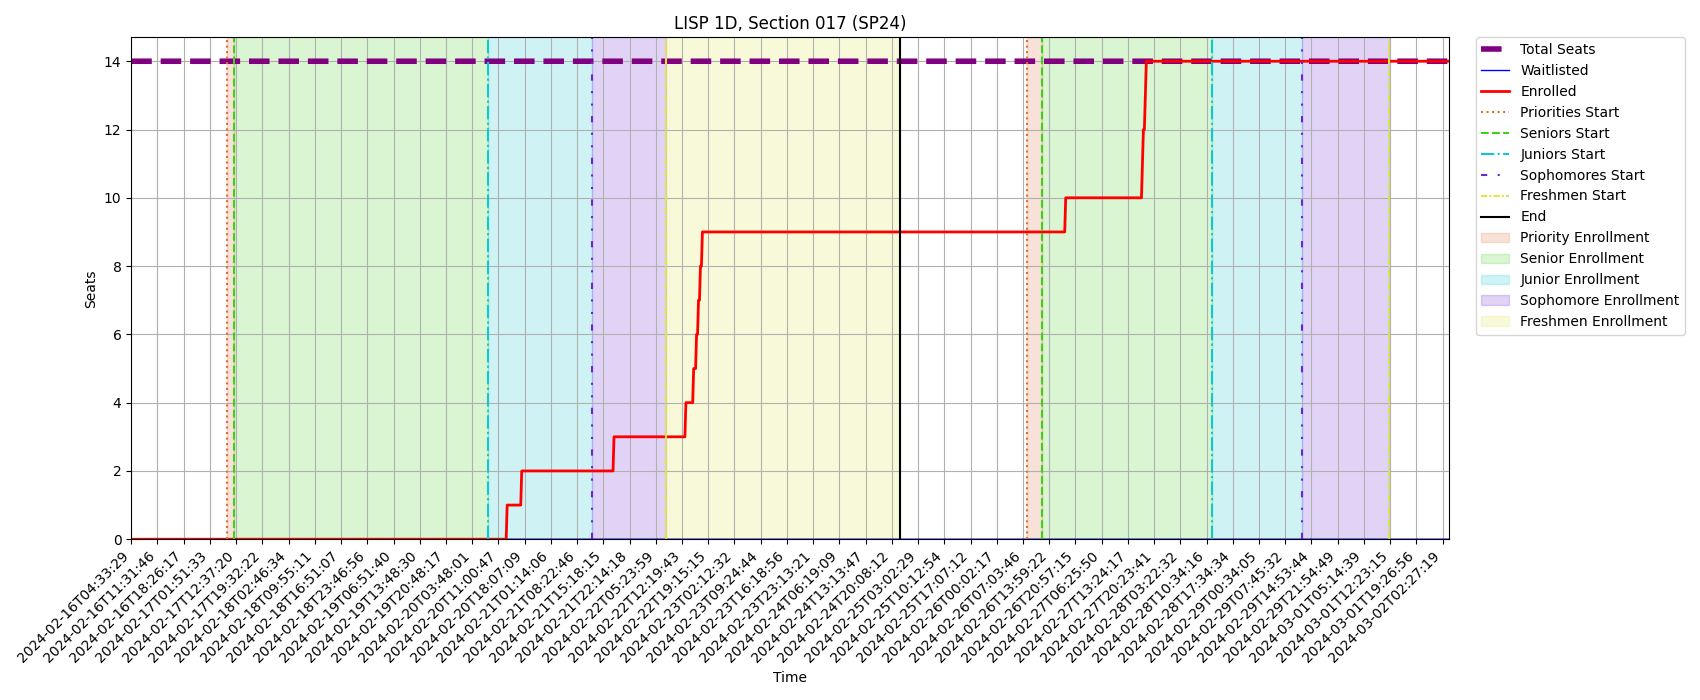 LISP 1D, Section 017 (SP24)
Seats
14
12
10
8
6
4
2
0
2024-02-16T04:33:29
2024-02-16T11:31:46
2024-02-16T18:26:17
2024-02-17T01:51:33
2024-02-17T12:37:20
2024-02-17T19:32:22
2024-02-18T02:46:34
2024-02-18T09:55:11
2024-02-18T16:51:07
2024-02-18T23:46:56
2024-02-19T06:51:40
2024-02-19T13:48:30
2024-02-19T20:48:17
2024-02-20T03:48:01
2024-02-20T11:00:47
2024-02-20T18:07:09
2024-02-21T01:14:06
2024-02-21T08:22:46
2024-02-21T15:18:15
2024-02-21T22:14:18
2024-02-22T05:23:59
2024-02-22T12:19:43
2024-02-22T19:15:15
2024-02-23T02:12:32
2024-02-23T09:24:44
2024-02-23T16:18:56
2024-02-23T23:13:21
2024-02-24T06:19:09
2024-02-24T13:13:47
2024-02-24T20:08:12
2024-02-25T03:02:29
2024-02-25T10:12:54
2024-02-25T17:07:12
2024-02-26T00:02:17
2024-02-26T07:03:46
2024-02-26T13:59:22
2024-02-26T20:57:15
2024-02-27T06:25:50
2024-02-27T13:24:17
2024-02-27T20:23:41
2024-02-28T03:22:32
2024-02-28T10:34:16
2024-02-28T17:34:34
2024-02-29T00:34:05
2024-02-29T07:45:32
2024-02-29T14:53:44
2024-02-29T21:54:49
2024-03-01T05:14:39
2024-03-01T12:23:15
2024-03-01T19:26:56
2024-03-02T02:27:19
Time
Total Seats
Waitlisted
Enrolled
Priorities Start
Seniors Start
Juniors Start
Sophomores Start
Freshmen Start
End
Priority Enrollment
Senior Enrollment
Junior Enrollment
Sophomore Enrollment
Freshmen Enrollment